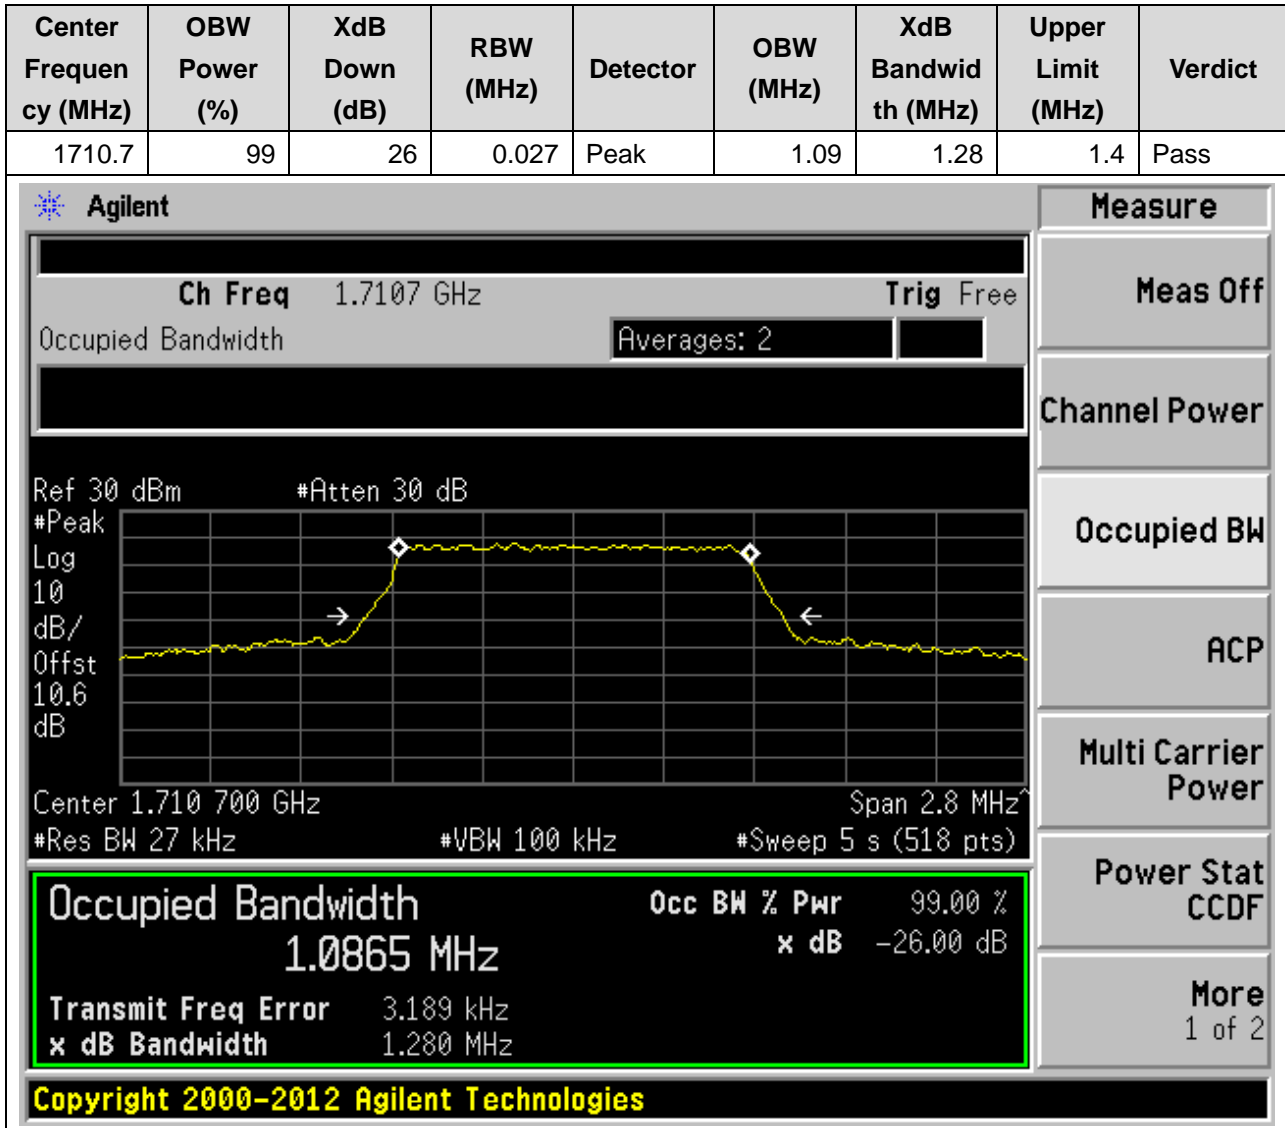 Center Frequen cy (MHz) OBW Power (%) XdB Down (dB) RBW (MHz) Detector OBW (MHz) XdB Bandwid th (MHz) Upper Limit (MHz) Verdict
1710.7 99 26 0.027 Peak 1.09 1.28 1.4 Pass
Agilent
Measure
Ch Freq 1.7107 GHz Trig Free
Meas Off
Occupied Bandwidth Averages: 2
Channel Power
Ref 30 dBm #Atten 30 dB
#Peak
Log
10
dB/
Offst
10.6
dB
Occupied BW
ACP
Multi Carrier
Power
Center 1.710 700 GHz Span 2.8 MHz^
#Res BW 27 kHz #VBW 100 kHz #Sweep 5 s (518 pts)
Power Stat
CCDF
Occupied Bandwidth Occ BW % Pwr 99.00 %
1.0865 MHz x dB -26.00 dB
Transmit Freq Error 3.189 kHz
x dB Bandwidth 1.280 MHz
More
1 of 2
Copyright 2000-2012 Agilent Technologies